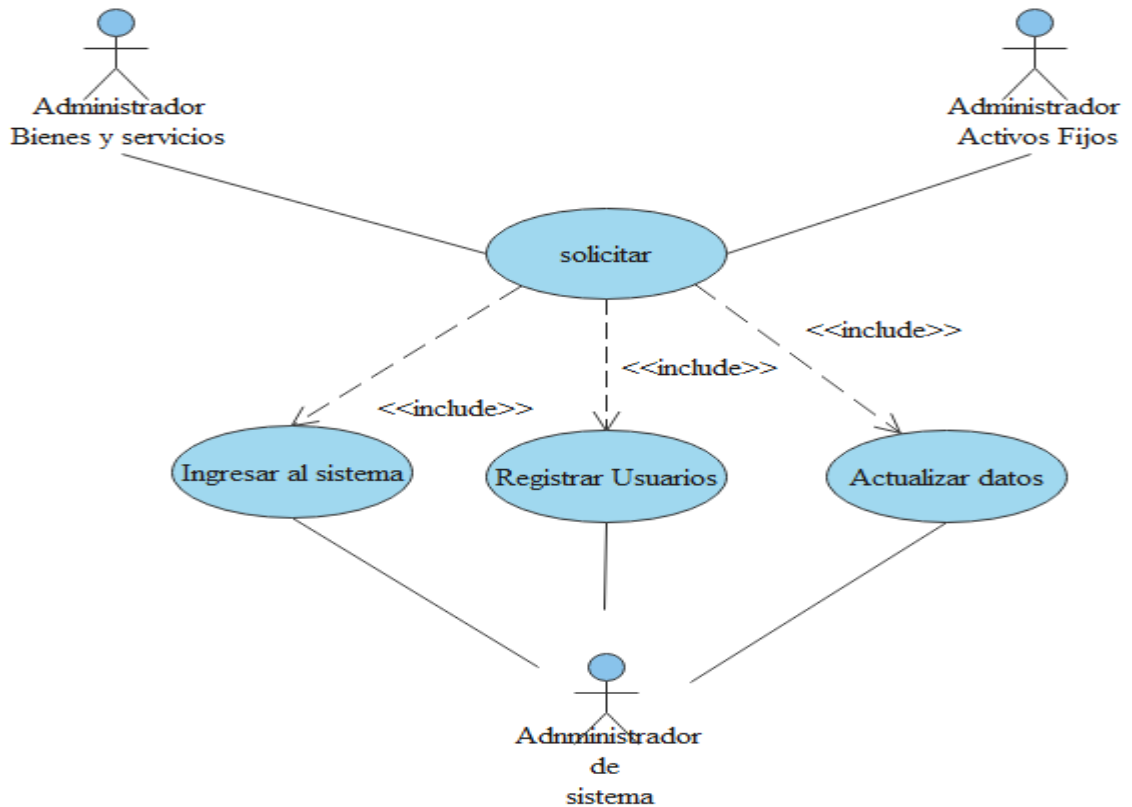 Administrador
Bienes y servicios
Administrador
Activos Fijos
solicitar
<<include>>
<<include>>
<<include>>
Ingresar al sistema
Registrar Usuarios
Actualizar datos
Adnministrador
de
sistema